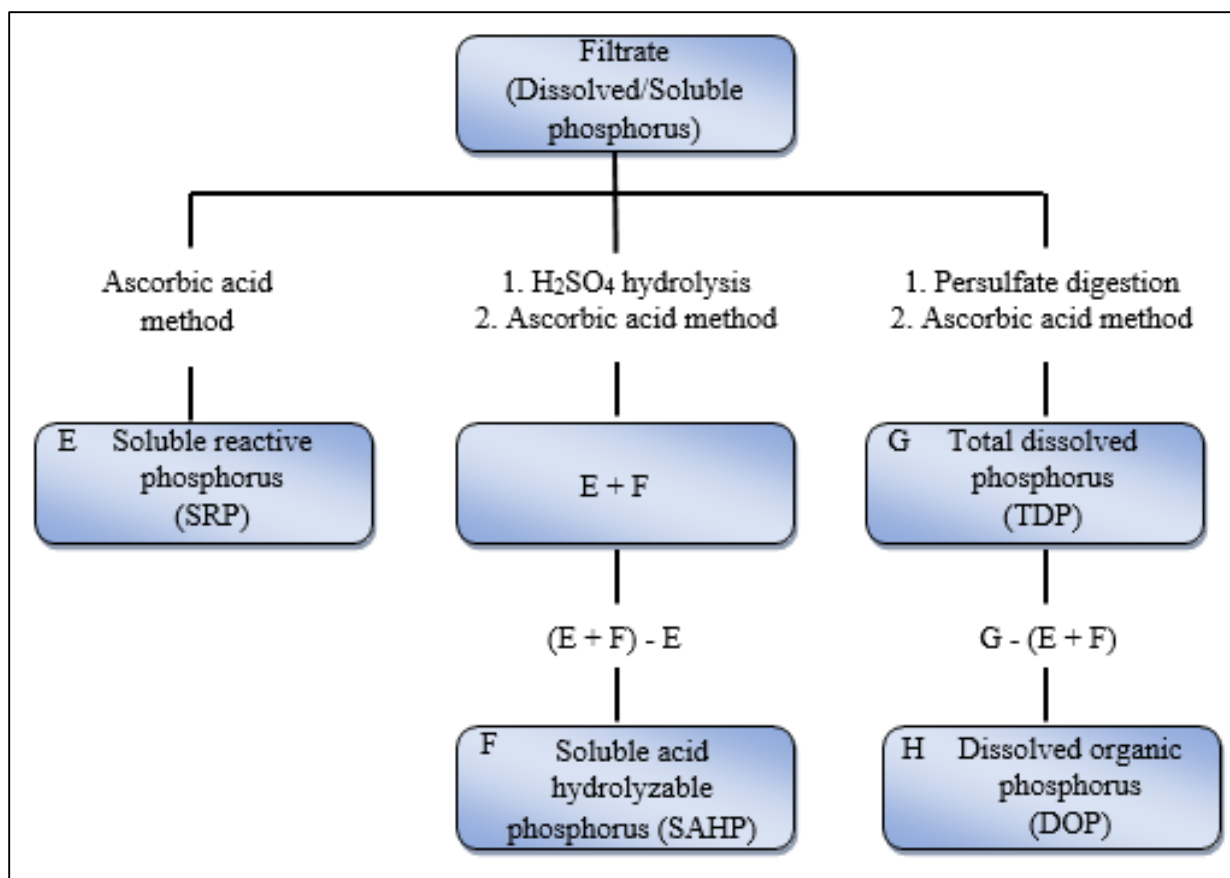 Filtrate
(Dissolved/Soluble
phosphorus)
Ascorbic acid
method
1. H₂SO₄ hydrolysis
2. Ascorbic acid method
1. Persulfate digestion
2. Ascorbic acid method
E Soluble reactive
phosphorus
(SRP)
E + F
G Total dissolved
phosphorus
(TDP)
(E + F) - E
G - (E + F)
F Soluble acid
hydrolyzable
phosphorus (SAHP)
H Dissolved organic
phosphorus
(DOP)